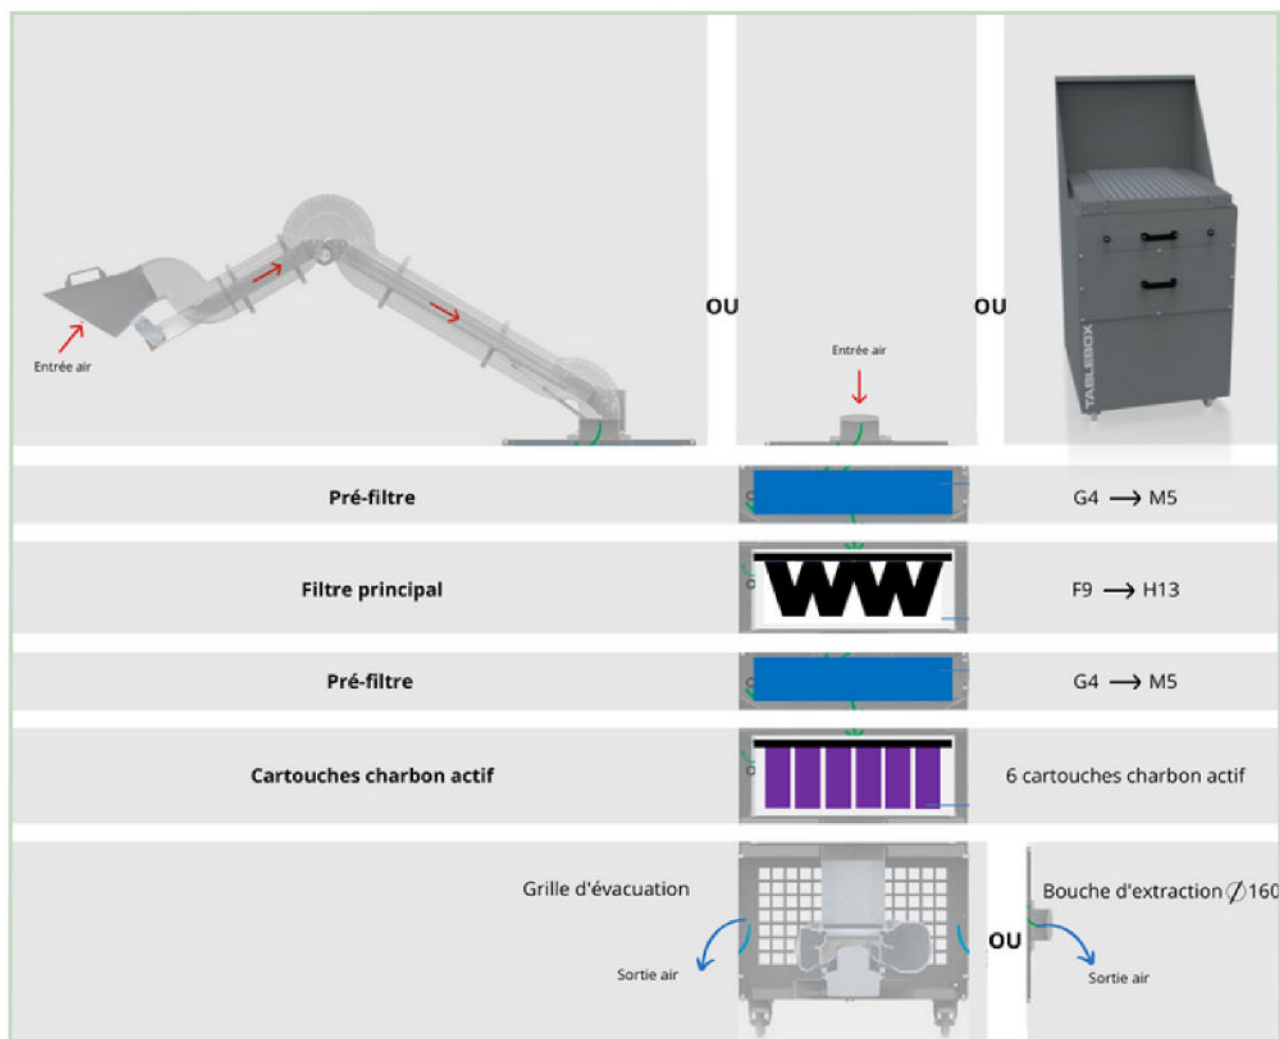 OU
OU
Entrée air
Entrée air
TABLEBOX
Pré-filtre
G4 → M5
Filtre principal
F9 → H13
Pré-filtre
G4 → M5
Cartouches charbon actif
6 cartouches charbon actif
Grille d'évacuation
Bouche d'extraction ∅160
OU
Sortie air
Sortie air